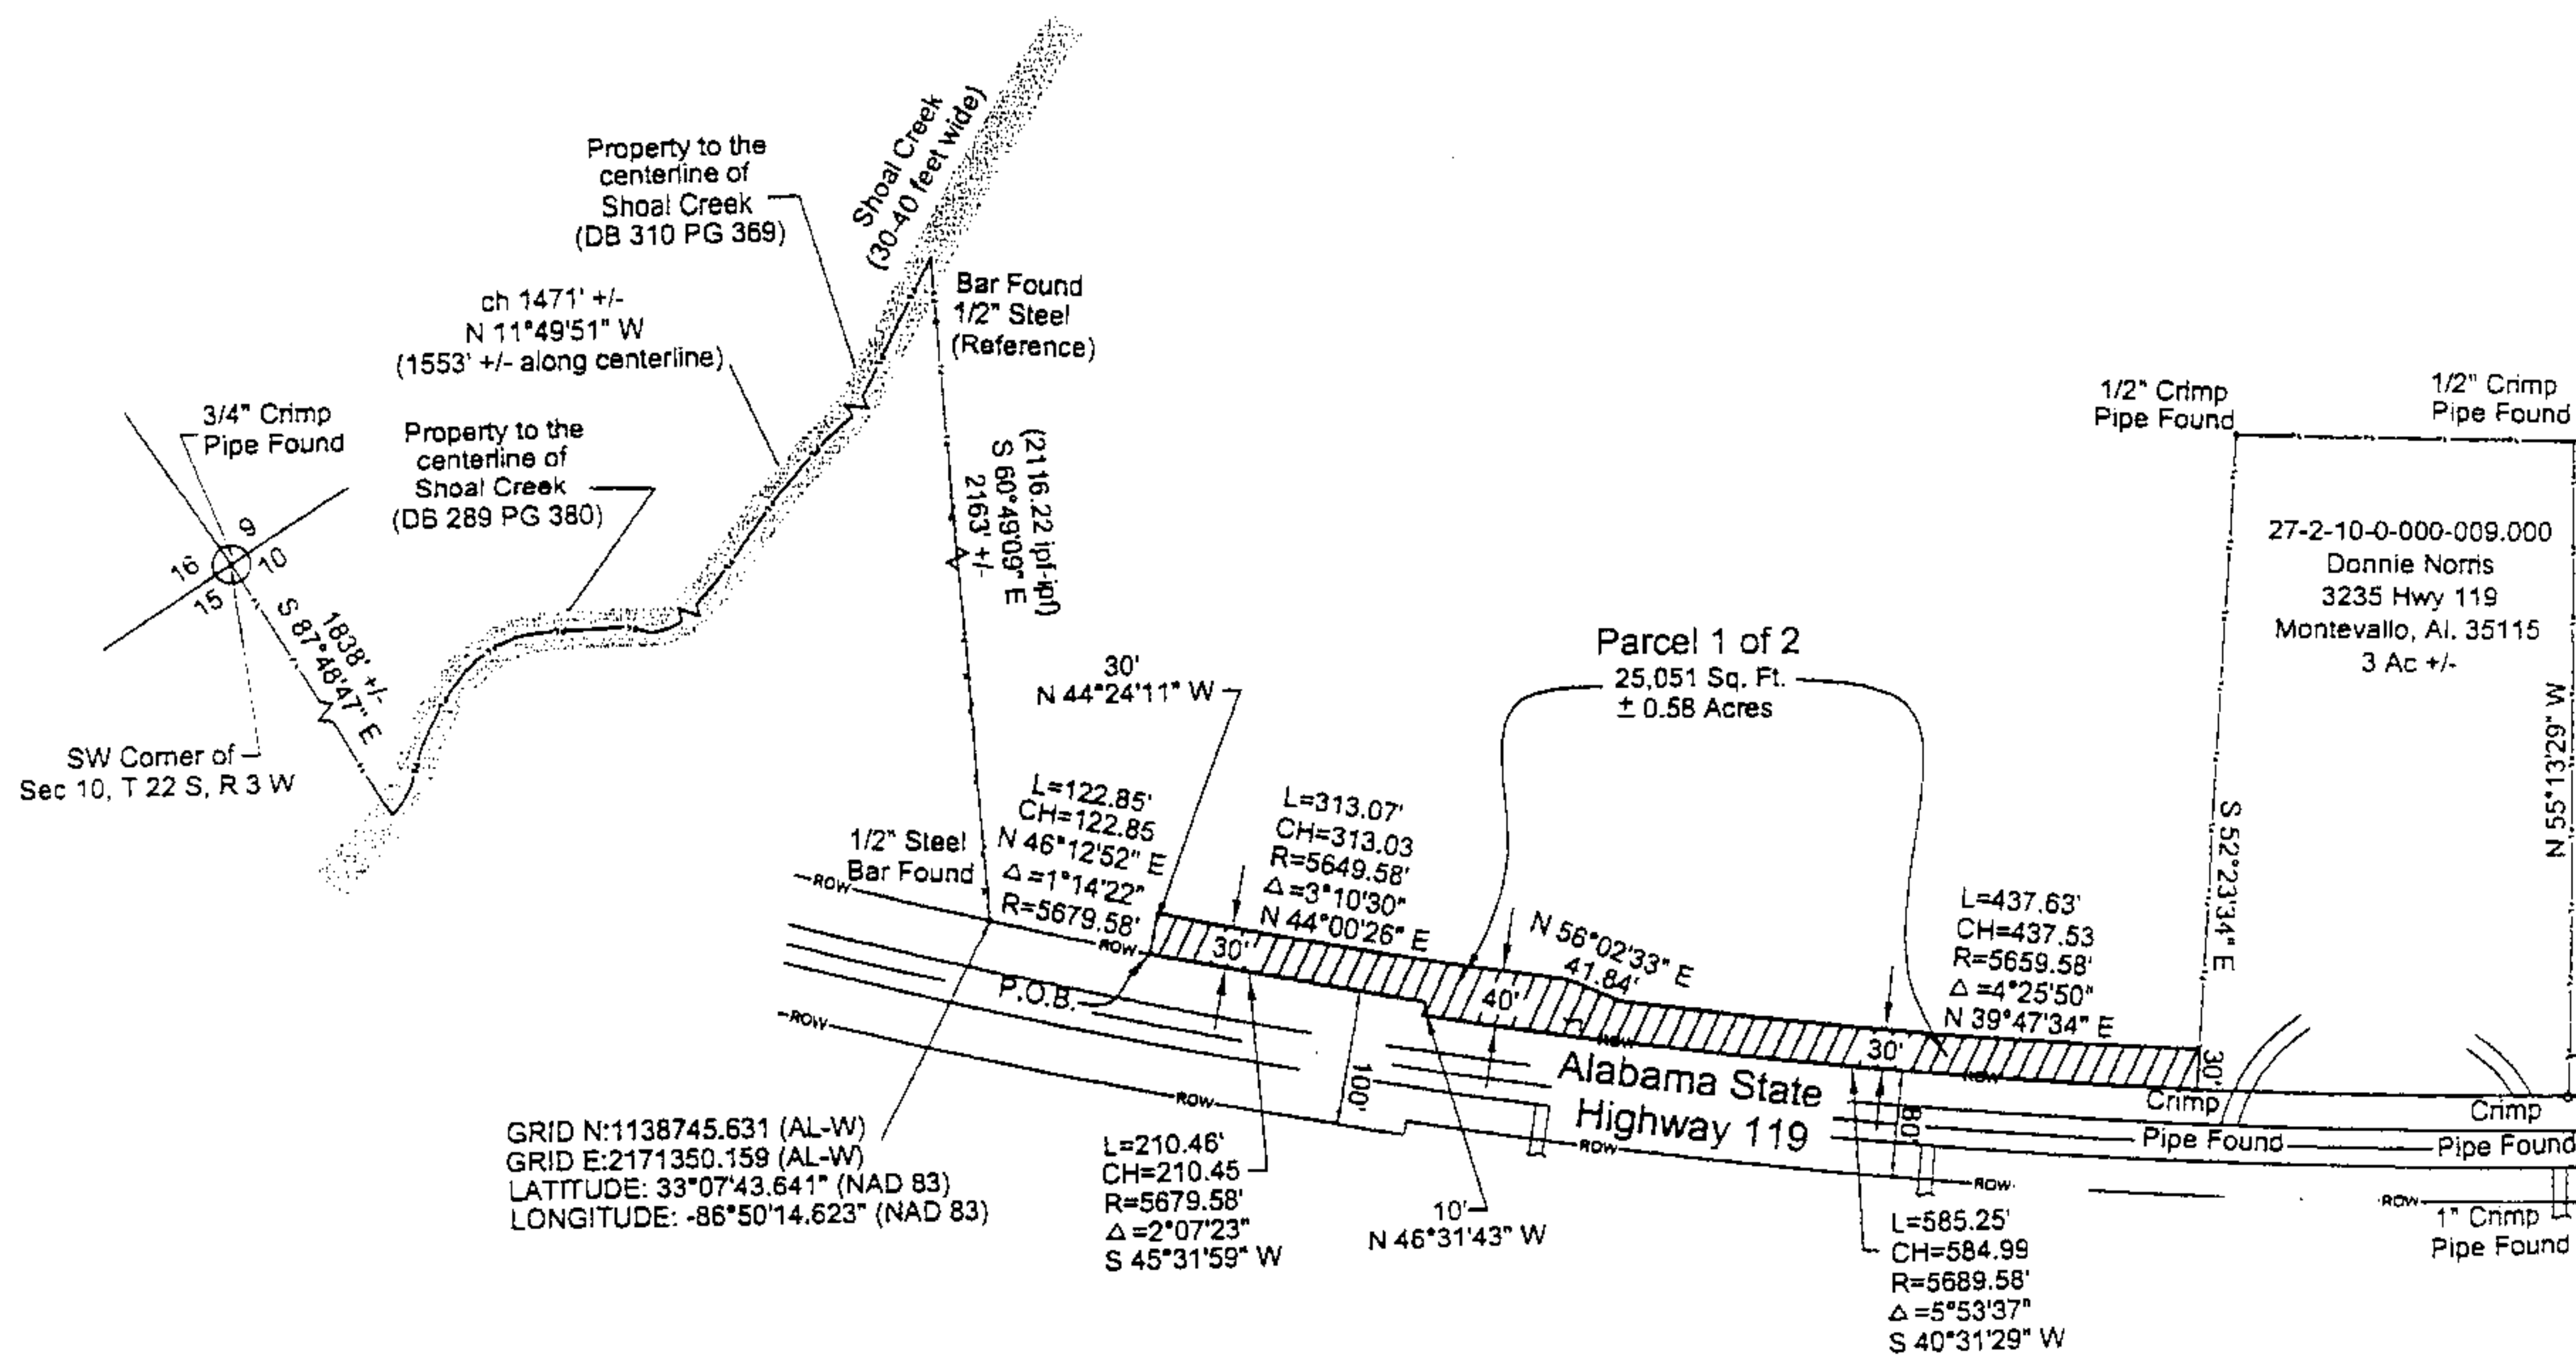 Shoal Creek
(30-40 feet wide)
Property to the
centerline of
Shoal Creek
(DB 310 PG 369)
Bar Found
1/2" Steel
(Reference)
ch 1471' +/-
N 11°49'51" W
(1553' +/- along centerline)
3/4" Crimp
Pipe Found
Property to the
centerline of
Shoal Creek
(DB 289 PG 380)
9
16
10
15
1838' +/-
S 87°48'47" E
SW Corner of
Sec 10, T 22 S, R 3 W
(2116.22 ipf-ipf)
S 60°49'09" E
2163' +/-
1/2" Crimp
Pipe Found
1/2" Crimp
Pipe Found
27-2-10-0-000-009.000
Donnie Norris
3235 Hwy 119
Montevallo, Al. 35115
3 Ac +/-
Parcel 1 of 2
25,051 Sq. Ft.
± 0.58 Acres
30'
N 44°24'11" W
N 55°13'29" W
S 52°23'34" E
1/2" Steel
Bar Found
L=122.85'
CH=122.85
N 46°12'52" E
Δ=1°14'22"
R=5679.58'
L=313.07'
CH=313.03
R=5649.58'
Δ=3°10'30"
N 44°00'26" E
N 56°02'33" E
41.84'
L=437.63'
CH=437.53
R=5659.58'
Δ=4°25'50"
N 39°47'34" E
ROW
ROW
30'
40'
30'
30'
P.O.B.
ROW
ROW
ROW
Alabama State
Highway 119
100'
80'
Crimp
Pipe Found
Crimp
Pipe Found
ROW
ROW
ROW
ROW
1" Crimp
Pipe Found
GRID N:1138745.631 (AL-W)
GRID E:2171350.159 (AL-W)
LATITUDE: 33°07'43.641" (NAD 83)
LONGITUDE: -86°50'14.623" (NAD 83)
L=210.46'
CH=210.45
R=5679.58'
Δ=2°07'23"
S 45°31'59" W
10'
N 46°31'43" W
L=585.25'
CH=584.99
R=5689.58'
Δ=5°53'37"
S 40°31'29" W